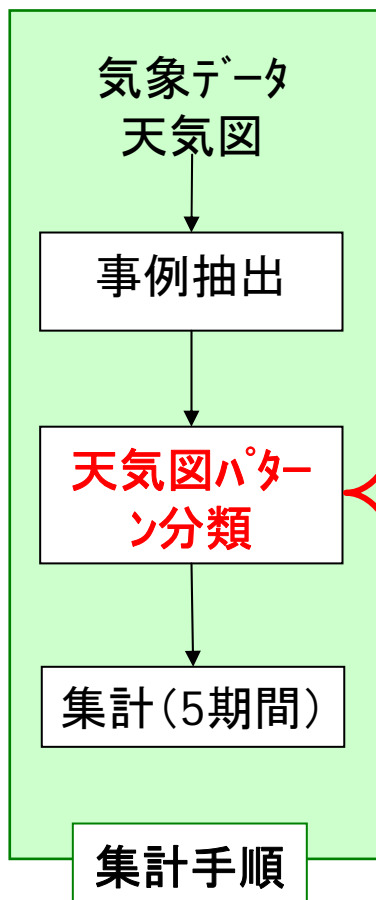 気象ﾃﾞｰﾀ
天気図
事例抽出
天気図ﾊﾟﾀｰ
ﾝ分類
集計(5期間)
集計手順